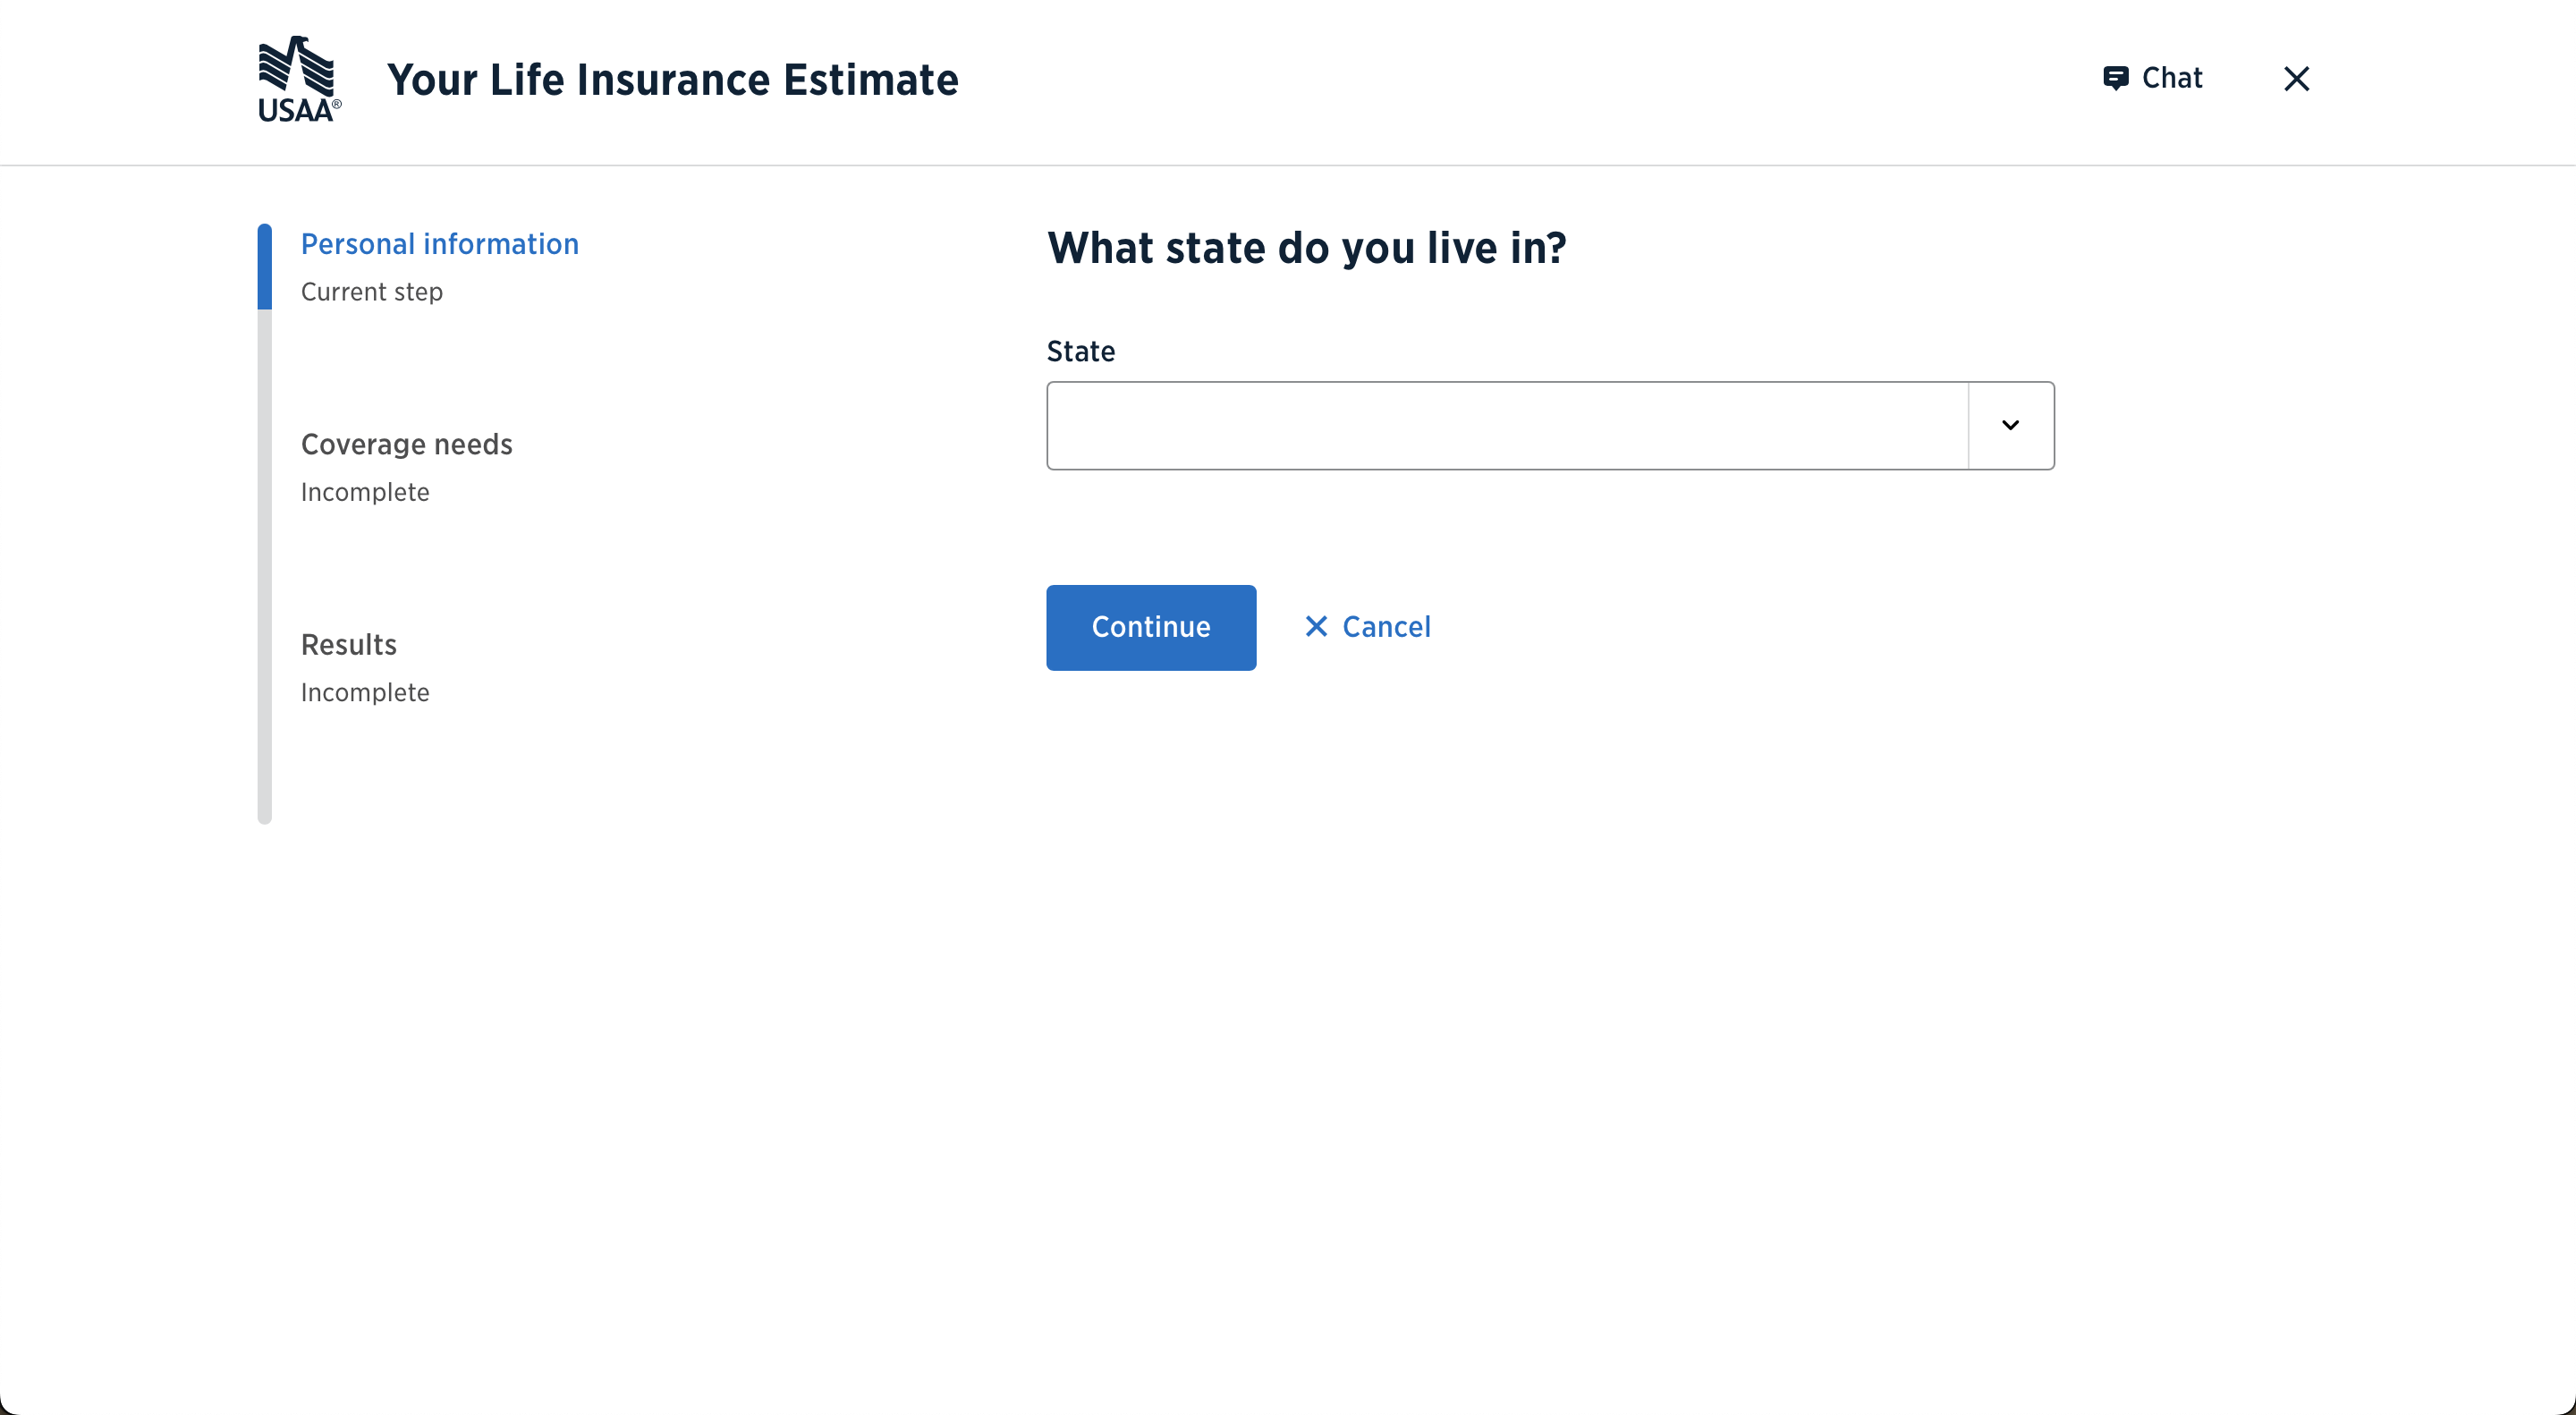 USAA®
Your Life Insurance Estimate
Chat
Personal information
Current step
Coverage needs
Incomplete
Results
Incomplete
What state do you live in?
State
Continue
Cancel